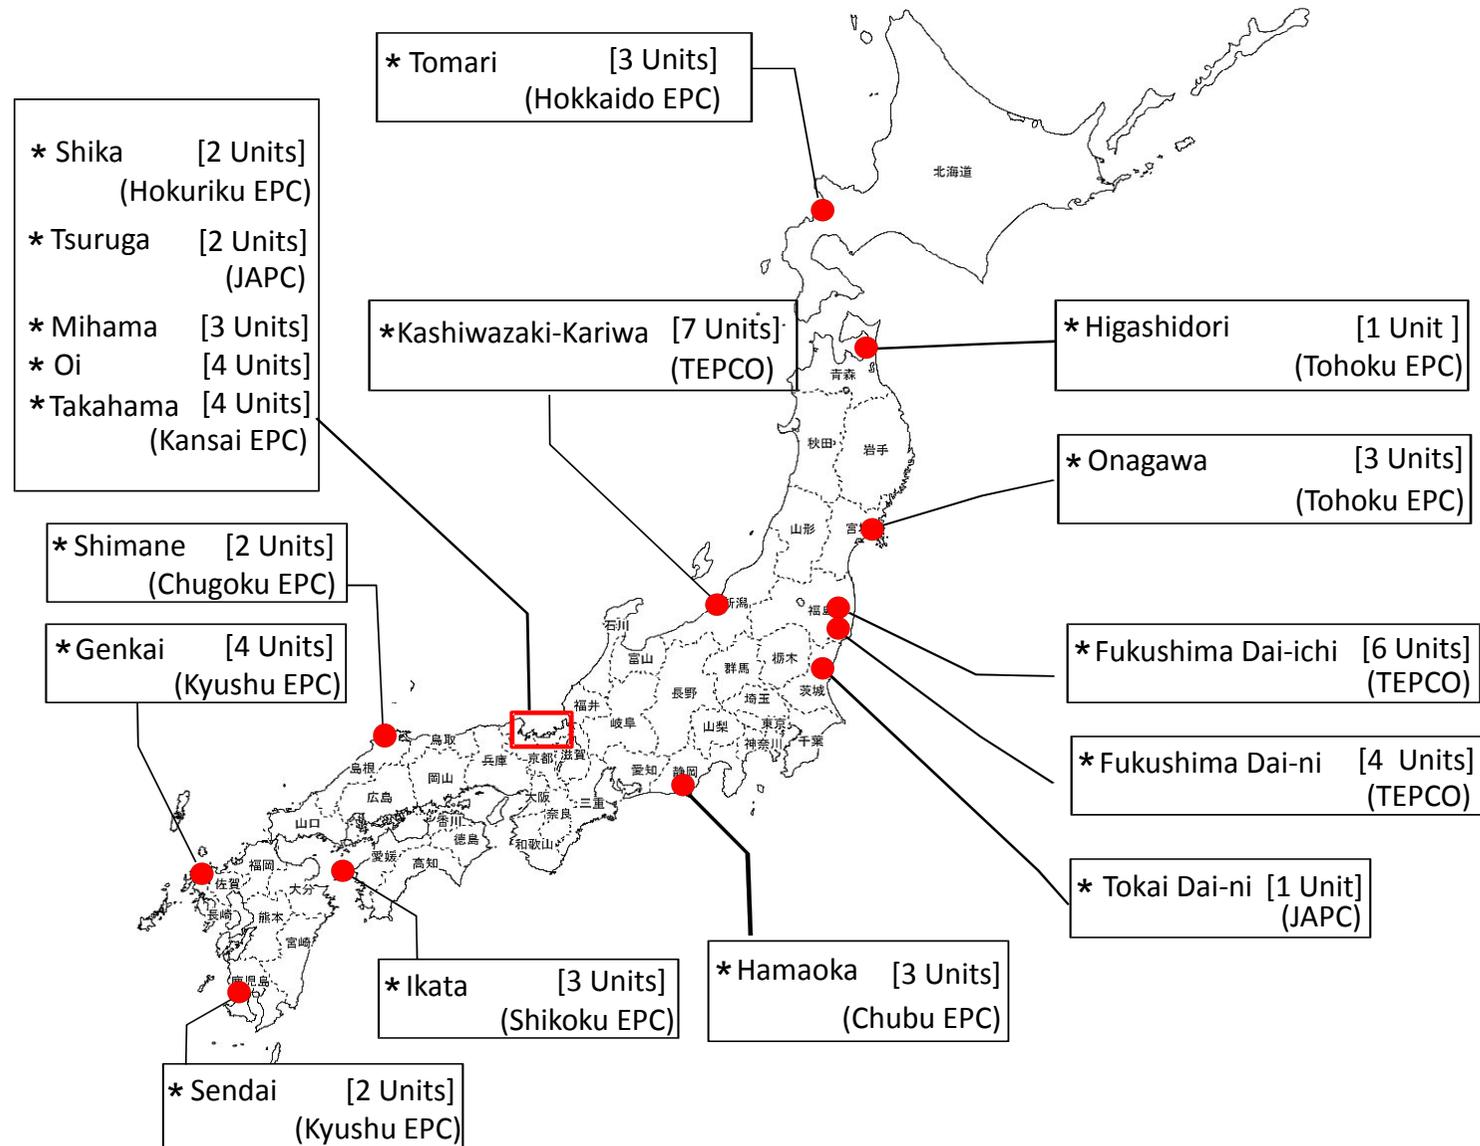 * Tomari [3 Units]
(Hokkaido EPC)
* Shika [2 Units]
(Hokuriku EPC)
* Tsuruga [2 Units]
(JAPC)
* Mihama [3 Units]
* Oi [4 Units]
* Takahama [4 Units]
(Kansai EPC)
北海道
* Kashiwazaki-Kariwa [7 Units]
(TEPCO)
* Higashidori [1 Unit ]
(Tohoku EPC)
青森
秋田
岩手
* Onagawa [3 Units]
(Tohoku EPC)
山形
* Shimane [2 Units]
(Chugoku EPC)
新潟
石川
* Genkai [4 Units]
(Kyushu EPC)
* Fukushima Dai-ichi [6 Units]
(TEPCO)
富山
群馬
栃木
長野
埼玉
茨城
福井
岐阜
山梨
東京
神奈川
千葉
* Fukushima Dai-ni [4 Units]
(TEPCO)
鳥取
兵庫
京都
滋賀
島根
岡山
愛知
静岡
広島
大阪
奈良
三重
山口
香川
徳島
和歌山
愛媛
高知
福岡
佐賀
大分
長崎
熊本
宮崎
* Tokai Dai-ni [1 Unit]
(JAPC)
* Hamaoka [3 Units]
(Chubu EPC)
* Ikata [3 Units]
(Shikoku EPC)
鹿児島
* Sendai [2 Units]
(Kyushu EPC)